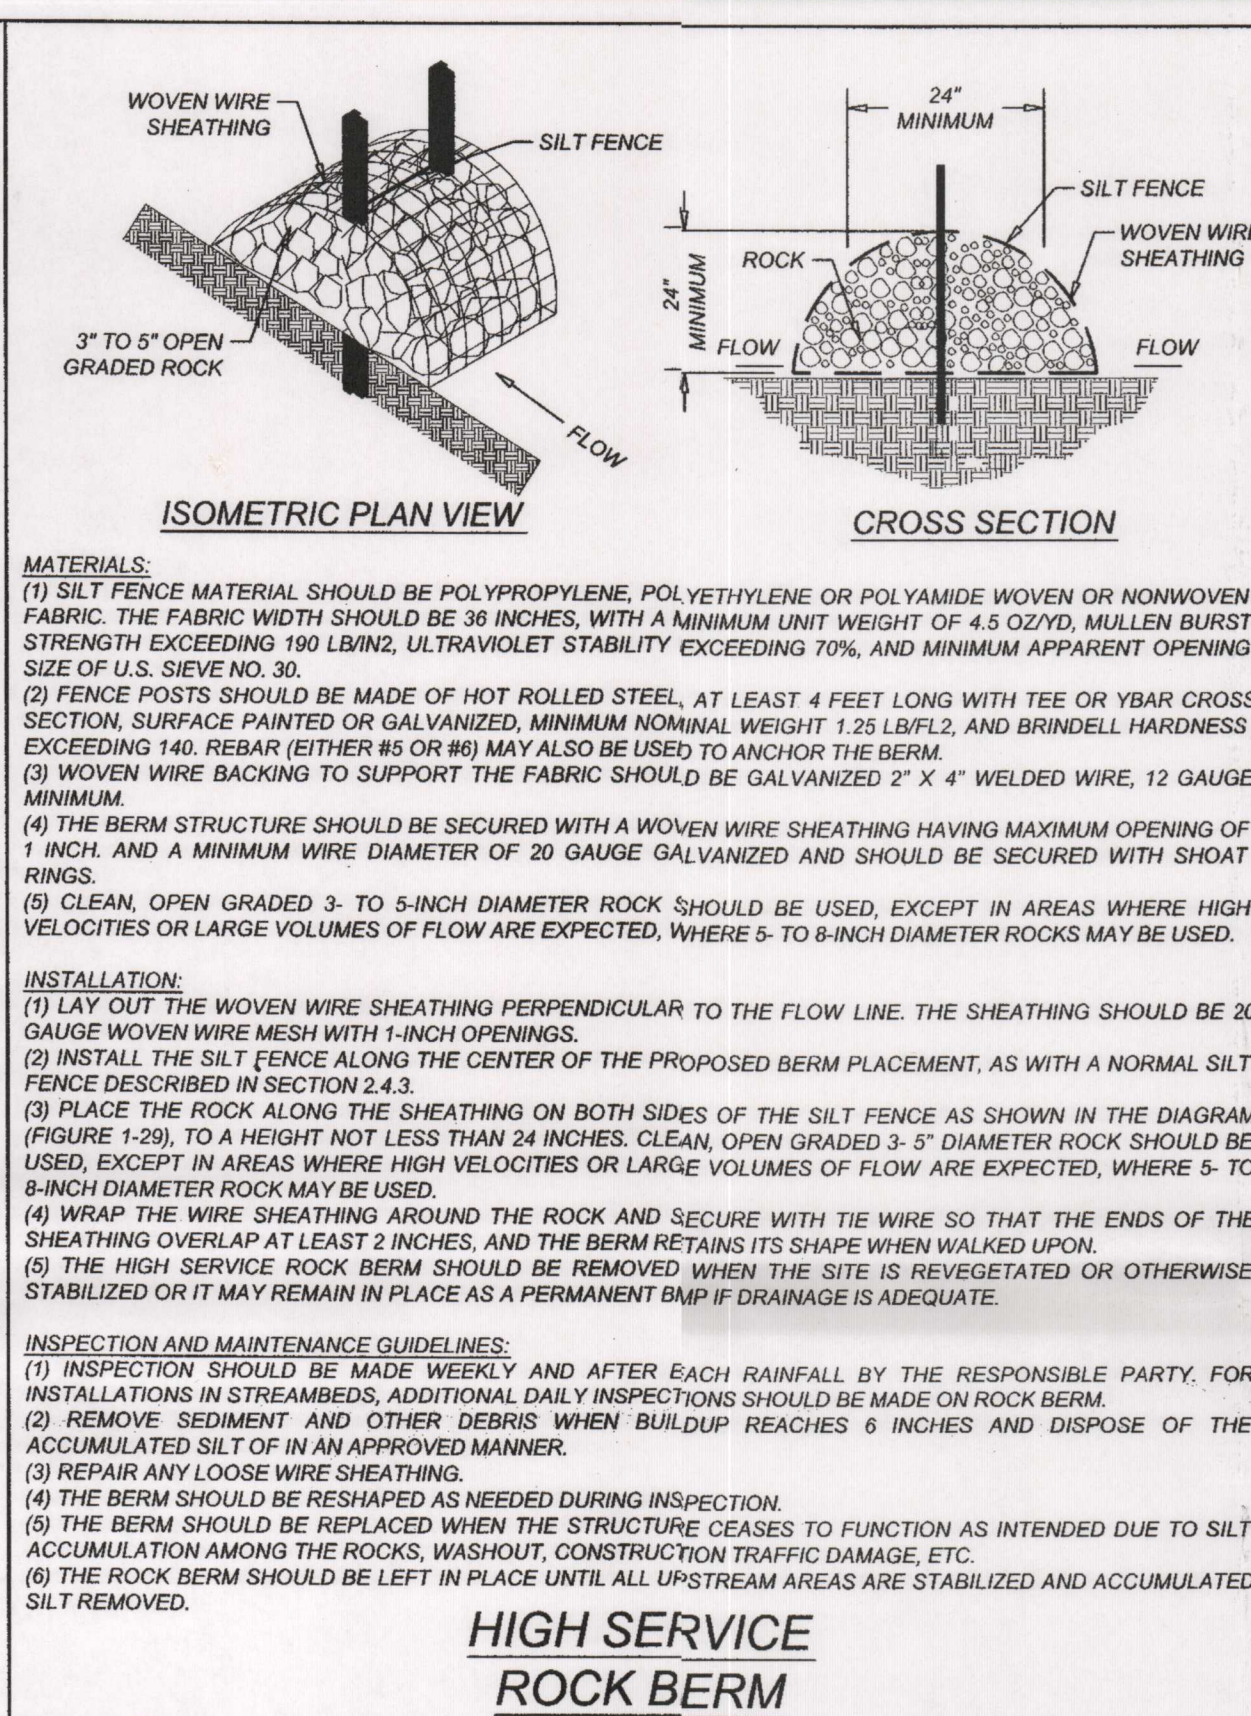 WOVEN WIRE
SHEATHING
SILT FENCE
3" TO 5" OPEN
GRADED ROCK
FLOW
ISOMETRIC PLAN VIEW
24"
MINIMUM
SILT FENCE
WOVEN WIRE
SHEATHING
ROCK
24"
MINIMUM
FLOW
FLOW
CROSS SECTION
MATERIALS:
(1) SILT FENCE MATERIAL SHOULD BE POLYPROPYLENE, POLYETHYLENE OR POLYAMIDE WOVEN OR NONWOVEN
FABRIC. THE FABRIC WIDTH SHOULD BE 36 INCHES, WITH A MINIMUM UNIT WEIGHT OF 4.5 OZ/YD, MULLEN BURST
STRENGTH EXCEEDING 190 LB/IN2, ULTRAVIOLET STABILITY EXCEEDING 70%, AND MINIMUM APPARENT OPENING
SIZE OF U.S. SIEVE NO. 30.
(2) FENCE POSTS SHOULD BE MADE OF HOT ROLLED STEEL, AT LEAST 4 FEET LONG WITH TEE OR YBAR CROSS
SECTION, SURFACE PAINTED OR GALVANIZED, MINIMUM NOMINAL WEIGHT 1.25 LB/FL2, AND BRINDELL HARDNESS
EXCEEDING 140. REBAR (EITHER #5 OR #6) MAY ALSO BE USED TO ANCHOR THE BERM.
(3) WOVEN WIRE BACKING TO SUPPORT THE FABRIC SHOULD BE GALVANIZED 2" X 4" WELDED WIRE, 12 GAUGE
MINIMUM.
(4) THE BERM STRUCTURE SHOULD BE SECURED WITH A WOVEN WIRE SHEATHING HAVING MAXIMUM OPENING OF
1 INCH. AND A MINIMUM WIRE DIAMETER OF 20 GAUGE GALVANIZED AND SHOULD BE SECURED WITH SHOAT
RINGS.
(5) CLEAN, OPEN GRADED 3- TO 5-INCH DIAMETER ROCK SHOULD BE USED, EXCEPT IN AREAS WHERE HIGH
VELOCITIES OR LARGE VOLUMES OF FLOW ARE EXPECTED, WHERE 5- TO 8-INCH DIAMETER ROCKS MAY BE USED.
INSTALLATION:
(1) LAY OUT THE WOVEN WIRE SHEATHING PERPENDICULAR TO THE FLOW LINE. THE SHEATHING SHOULD BE 20
GAUGE WOVEN WIRE MESH WITH 1-INCH OPENINGS.
(2) INSTALL THE SILT FENCE ALONG THE CENTER OF THE PROPOSED BERM PLACEMENT, AS WITH A NORMAL SILT
FENCE DESCRIBED IN SECTION 2.4.3.
(3) PLACE THE ROCK ALONG THE SHEATHING ON BOTH SIDES OF THE SILT FENCE AS SHOWN IN THE DIAGRAM
(FIGURE 1-29), TO A HEIGHT NOT LESS THAN 24 INCHES. CLEAN, OPEN GRADED 3- 5" DIAMETER ROCK SHOULD BE
USED, EXCEPT IN AREAS WHERE HIGH VELOCITIES OR LARGE VOLUMES OF FLOW ARE EXPECTED, WHERE 5- TO
8-INCH DIAMETER ROCK MAY BE USED.
(4) WRAP THE WIRE SHEATHING AROUND THE ROCK AND SECURE WITH TIE WIRE SO THAT THE ENDS OF THE
SHEATHING OVERLAP AT LEAST 2 INCHES, AND THE BERM RETAINS ITS SHAPE WHEN WALKED UPON.
(5) THE HIGH SERVICE ROCK BERM SHOULD BE REMOVED WHEN THE SITE IS REVEGETATED OR OTHERWISE
STABILIZED OR IT MAY REMAIN IN PLACE AS A PERMANENT BMP IF DRAINAGE IS ADEQUATE.
INSPECTION AND MAINTENANCE GUIDELINES:
(1) INSPECTION SHOULD BE MADE WEEKLY AND AFTER EACH RAINFALL BY THE RESPONSIBLE PARTY. FOR
INSTALLATIONS IN STREAMBEDS, ADDITIONAL DAILY INSPECTIONS SHOULD BE MADE ON ROCK BERM.
(2) REMOVE SEDIMENT AND OTHER DEBRIS WHEN BUILDUP REACHES 6 INCHES AND DISPOSE OF THE
ACCUMULATED SILT OF IN AN APPROVED MANNER.
(3) REPAIR ANY LOOSE WIRE SHEATHING.
(4) THE BERM SHOULD BE RESHAPED AS NEEDED DURING INSPECTION.
(5) THE BERM SHOULD BE REPLACED WHEN THE STRUCTURE CEASES TO FUNCTION AS INTENDED DUE TO SILT
ACCUMULATION AMONG THE ROCKS, WASHOUT, CONSTRUCTION TRAFFIC DAMAGE, ETC.
(6) THE ROCK BERM SHOULD BE LEFT IN PLACE UNTIL ALL UPSTREAM AREAS ARE STABILIZED AND ACCUMULATED
SILT REMOVED.
HIGH SERVICE
ROCK BERM